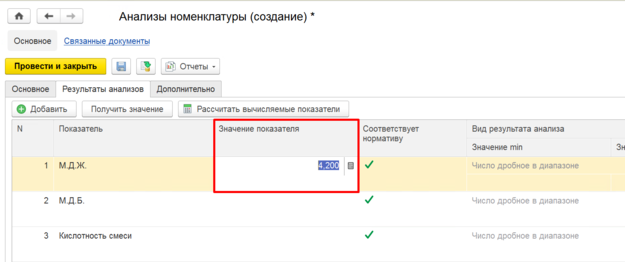 Анализы номенклатуры (создание) *
Основное Связанные документы
Провести и закрыть Отчеты
Основное Результаты анализов Дополнительно
Добавить Получить значение Рассчитать вычисляемые показатели
N Показатель Значение показателя Соответствует нормативу Вид результата анализа
Значение min Зн
1 М.Д.Ж. 4,200 Число дробное в диапазоне
2 М.Д.Б. Число дробное в диапазоне
3 Кислотность смеси Число дробное в диапазоне